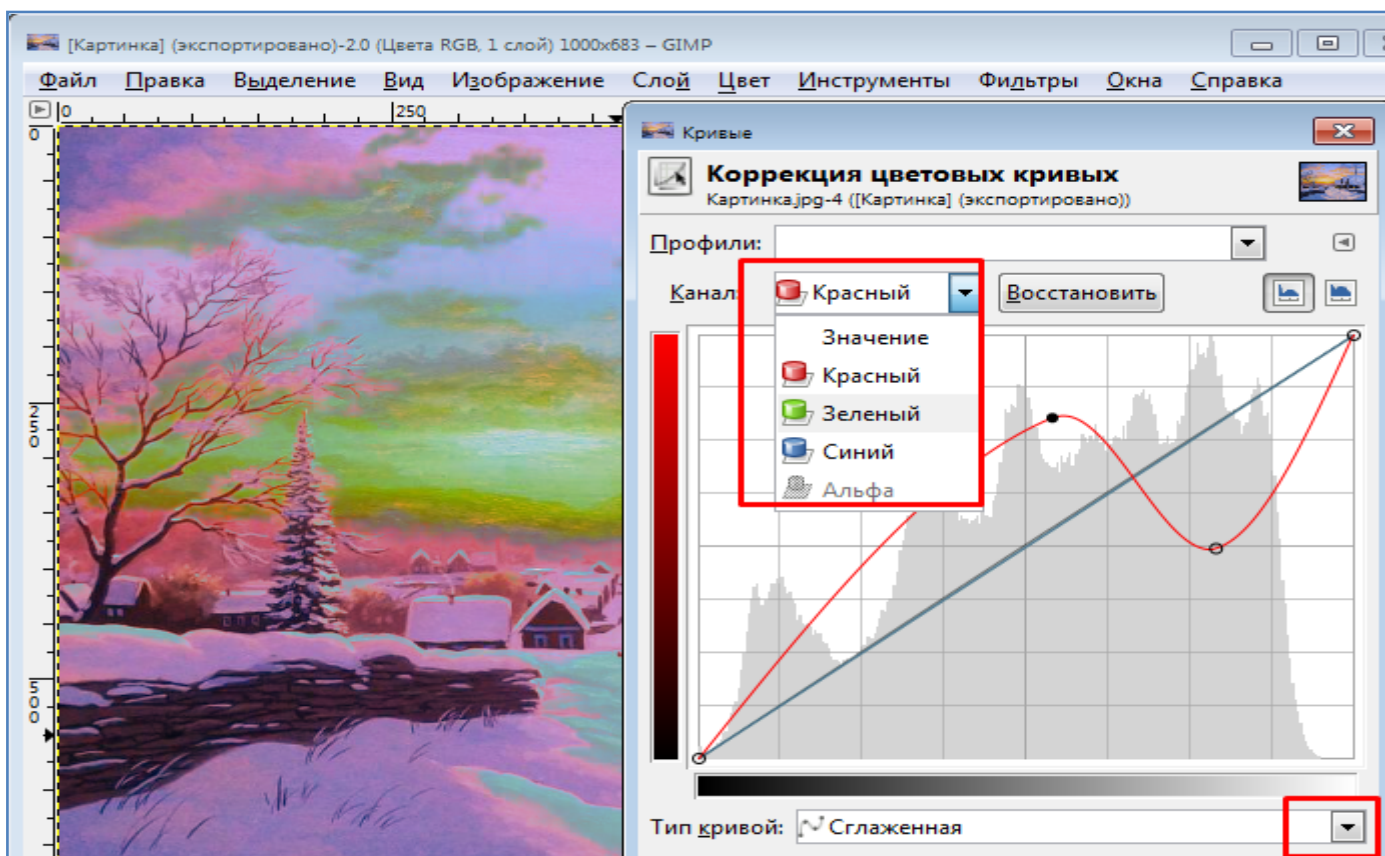 [Картинка] (экспортировано)-2.0 (Цвета RGB, 1 слой) 1000x683 – GIMP
Файл Правка Выделение Вид Изображение Слой Цвет Инструменты Фильтры Окна Справка
0 250
0
250
500
Кривые
Коррекция цветовых кривых
Картинка.jpg-4 ([Картинка] (экспортировано))
Профили:
Канал: Красный Восстановить
Значение
Красный
Зеленый
Синий
Альфа
Тип кривой: Сглаженная